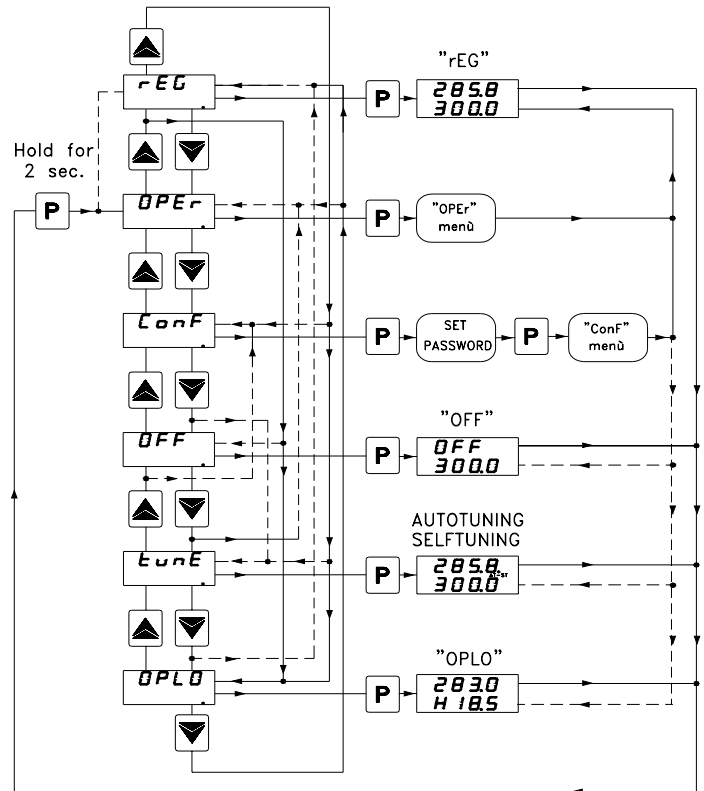 "rEG"
rEG
P
285.8
300.0
Hold for
2 sec.
P
OPEr
P
"OPEr"
menù
ConF
P
SET
PASSWORD
P
"ConF"
menù
"OFF"
OFF
P
OFF
300.0
AUTOTUNING
SELFTUNING
tunE
P
285.8
300.0
"OPLO"
OPLO
P
283.0
H 18.5